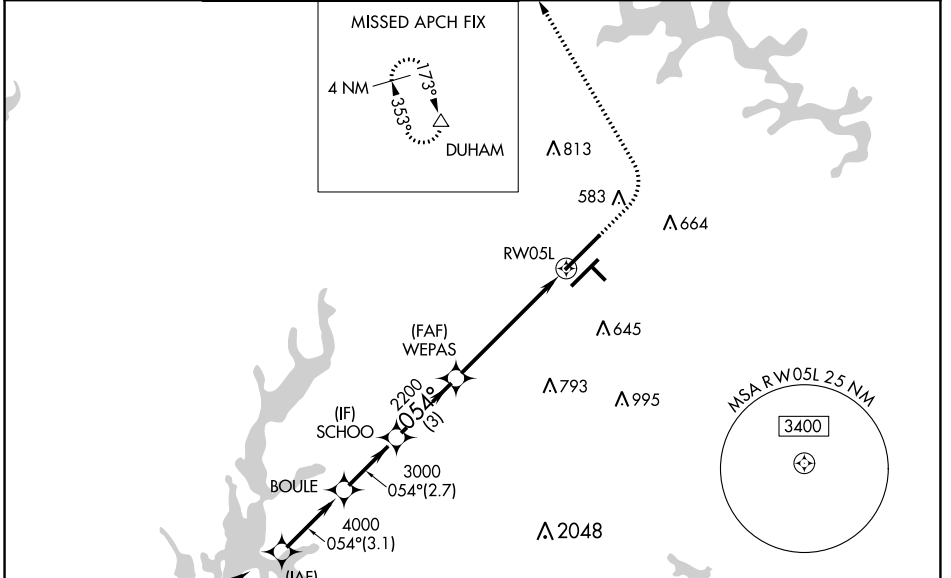 MISSED APCH FIX
4 NM
173°
353°
DUHAM
813
583
664
RW05L
645
(FAF)
WEPAS
793
995
MSA RW05L 25 NM
3400
2200
054°
(3)
(IF)
SCHOO
3000
054°(2.7)
BOULE
4000
054°(3.1)
2048
(IAF)